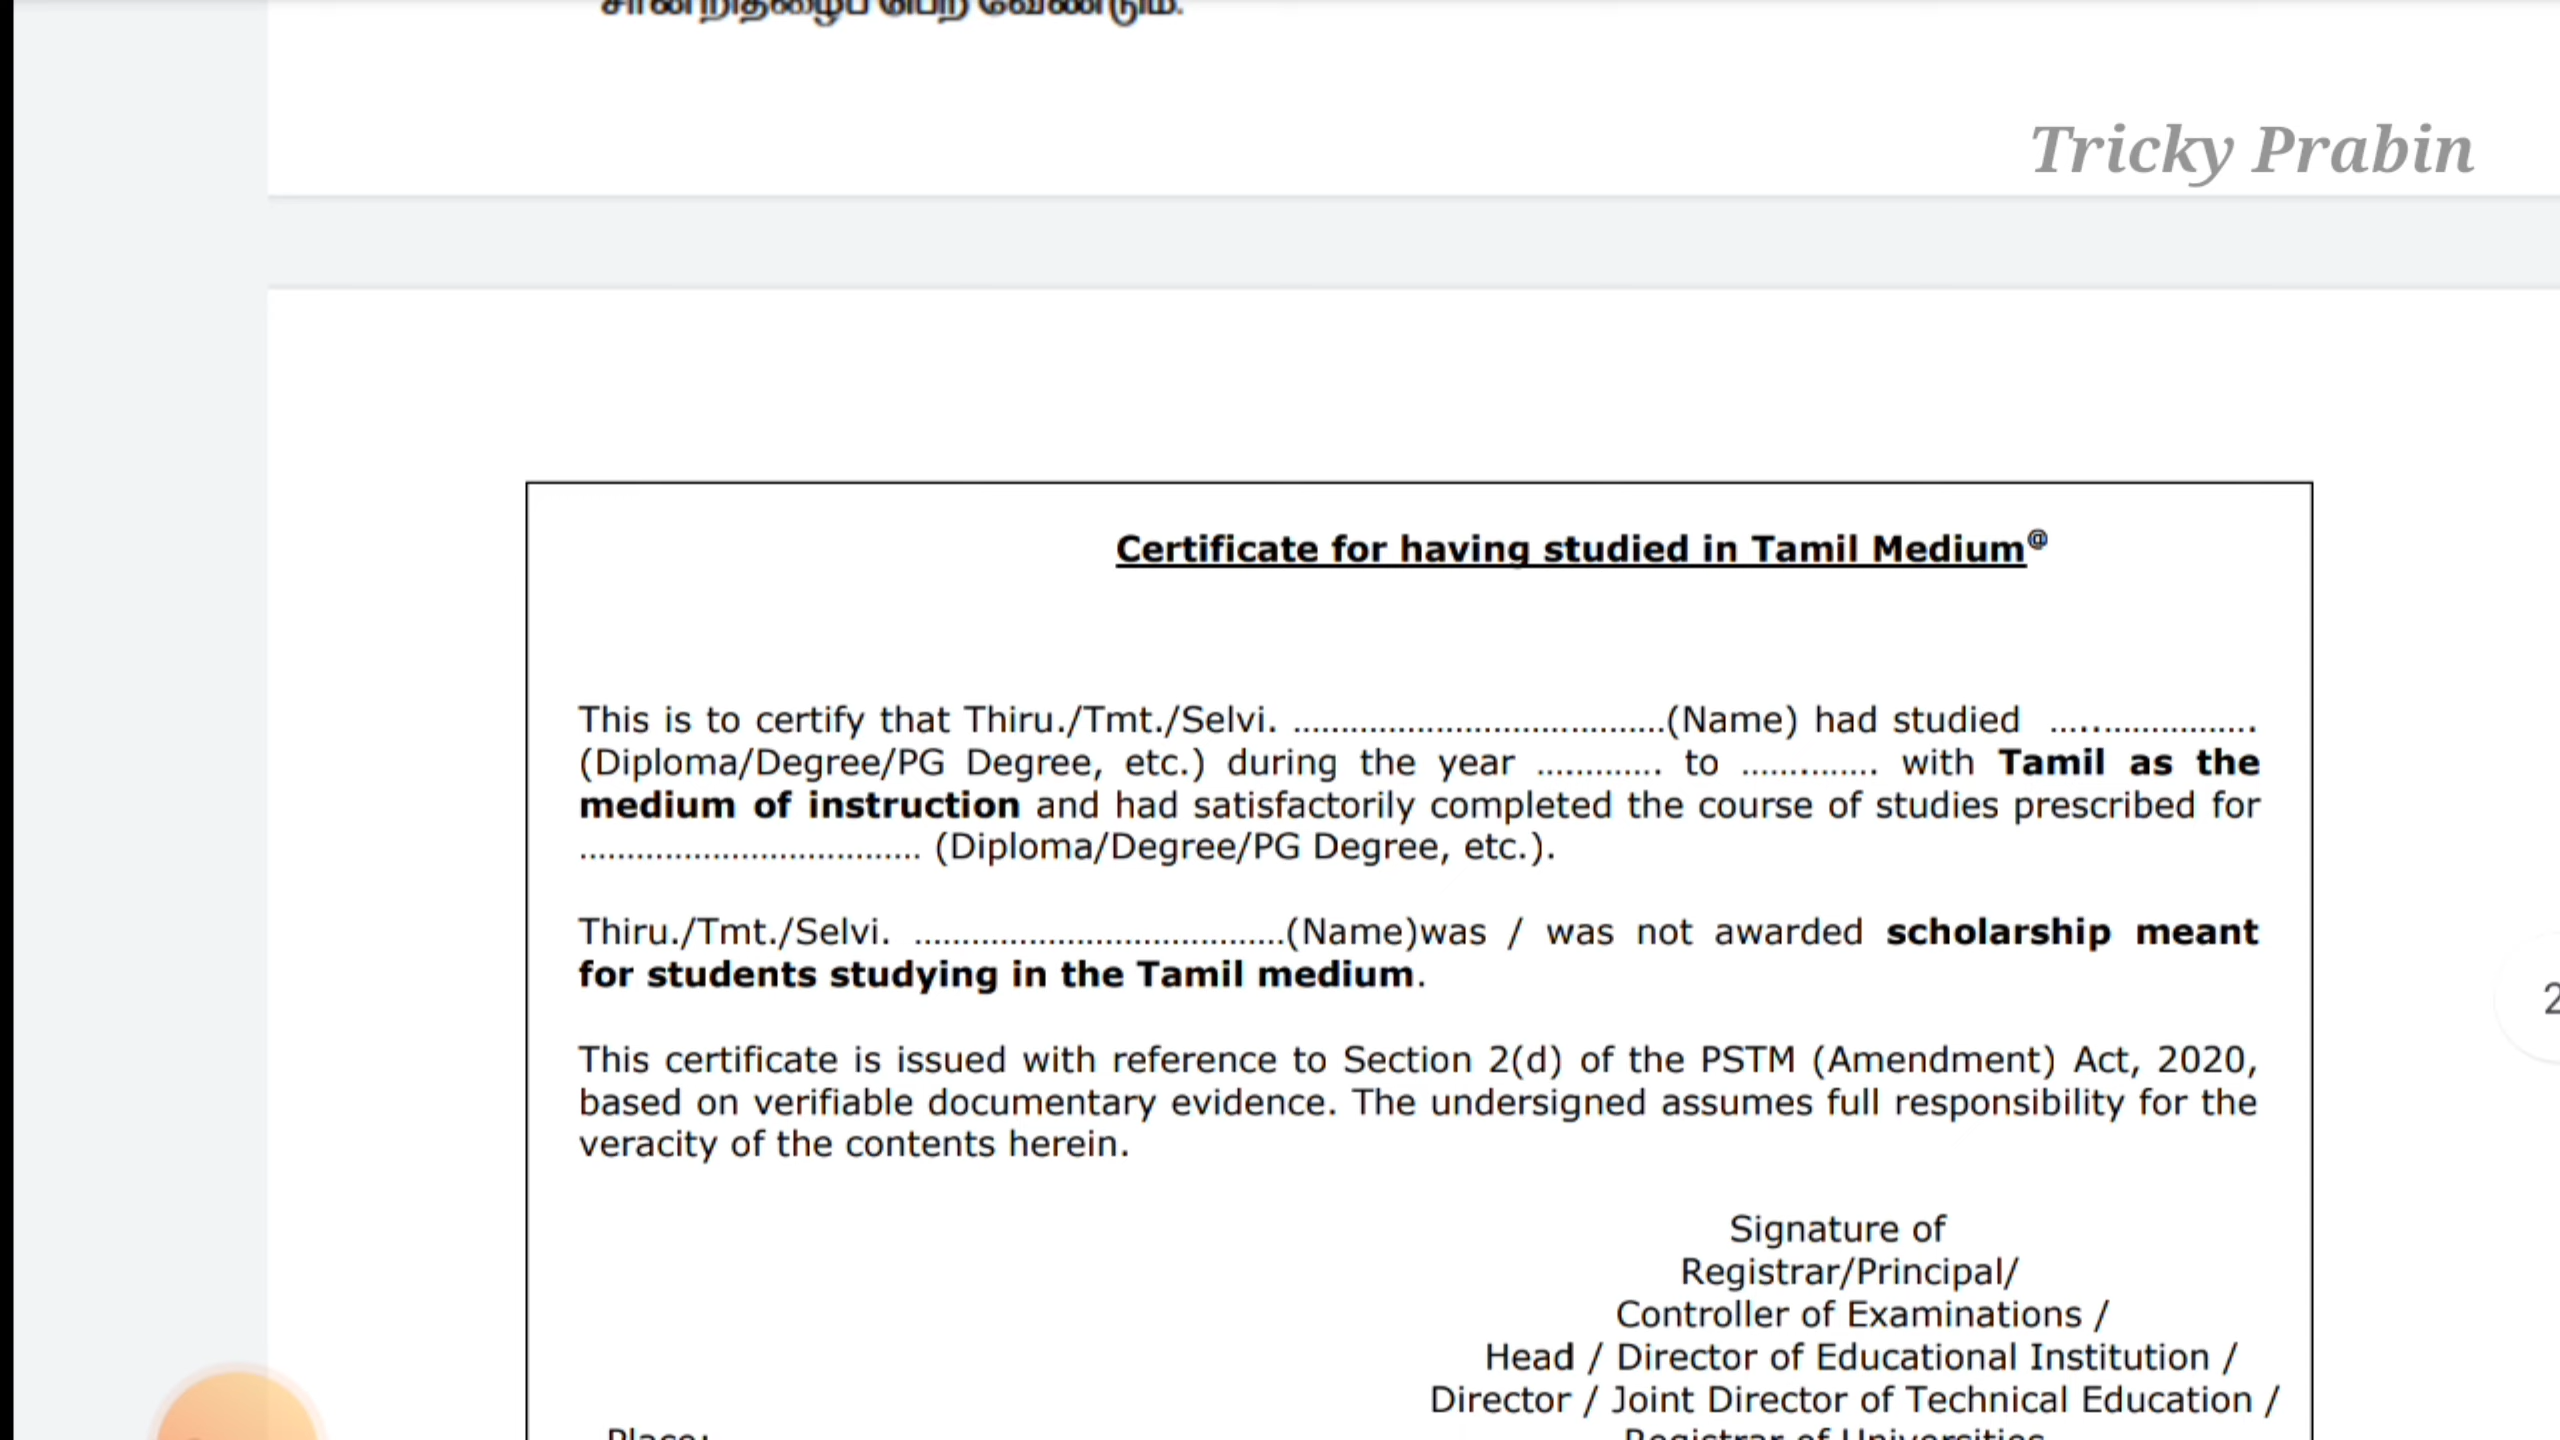 சான்றிதழைப் பெற வேண்டும்.
Tricky Prabin
Certificate for having studied in Tamil Medium@
This is to certify that Thiru./Tmt./Selvi. .......................................(Name) had studied ......................
(Diploma/Degree/PG Degree, etc.) during the year ............. to .............. with Tamil as the
medium of instruction and had satisfactorily completed the course of studies prescribed for
.................................... (Diploma/Degree/PG Degree, etc.).
Thiru./Tmt./Selvi. .......................................(Name)was / was not awarded scholarship meant
for students studying in the Tamil medium.
2
This certificate is issued with reference to Section 2(d) of the PSTM (Amendment) Act, 2020,
based on verifiable documentary evidence. The undersigned assumes full responsibility for the
veracity of the contents herein.
Signature of
Registrar/Principal/
Controller of Examinations /
Head / Director of Educational Institution /
Director / Joint Director of Technical Education /
Place:
Registrar of Universities